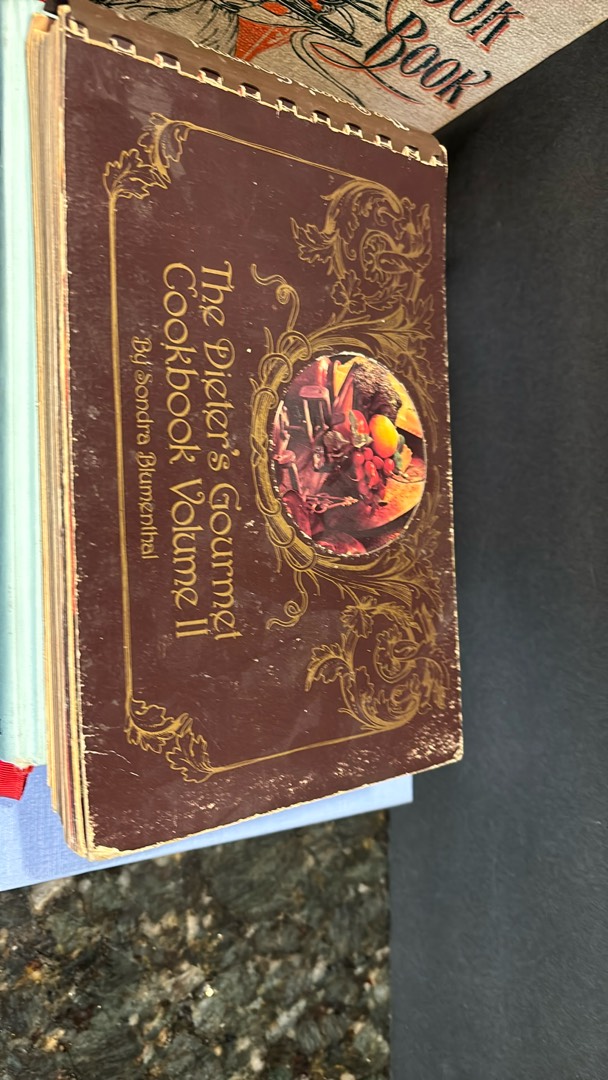 The Dieter's Gourmet
Cookbook Volume II
By Sondra Blumenthal
Book